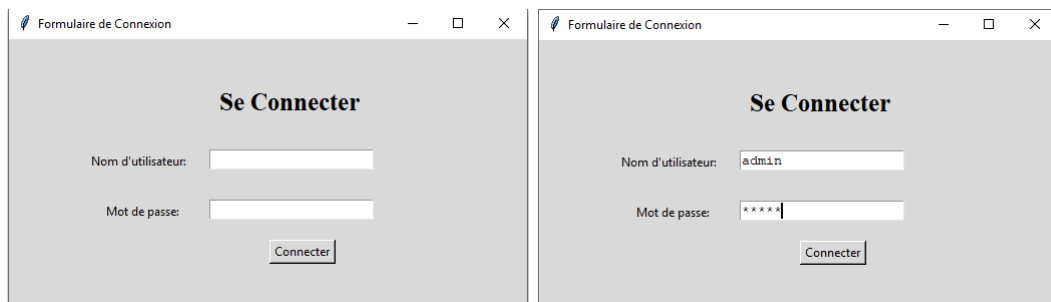 Formulaire de Connexion
Se Connecter
Nom d'utilisateur:
Mot de passe:
Connecter
Formulaire de Connexion
Se Connecter
Nom d'utilisateur: admin
Mot de passe: *****
Connecter